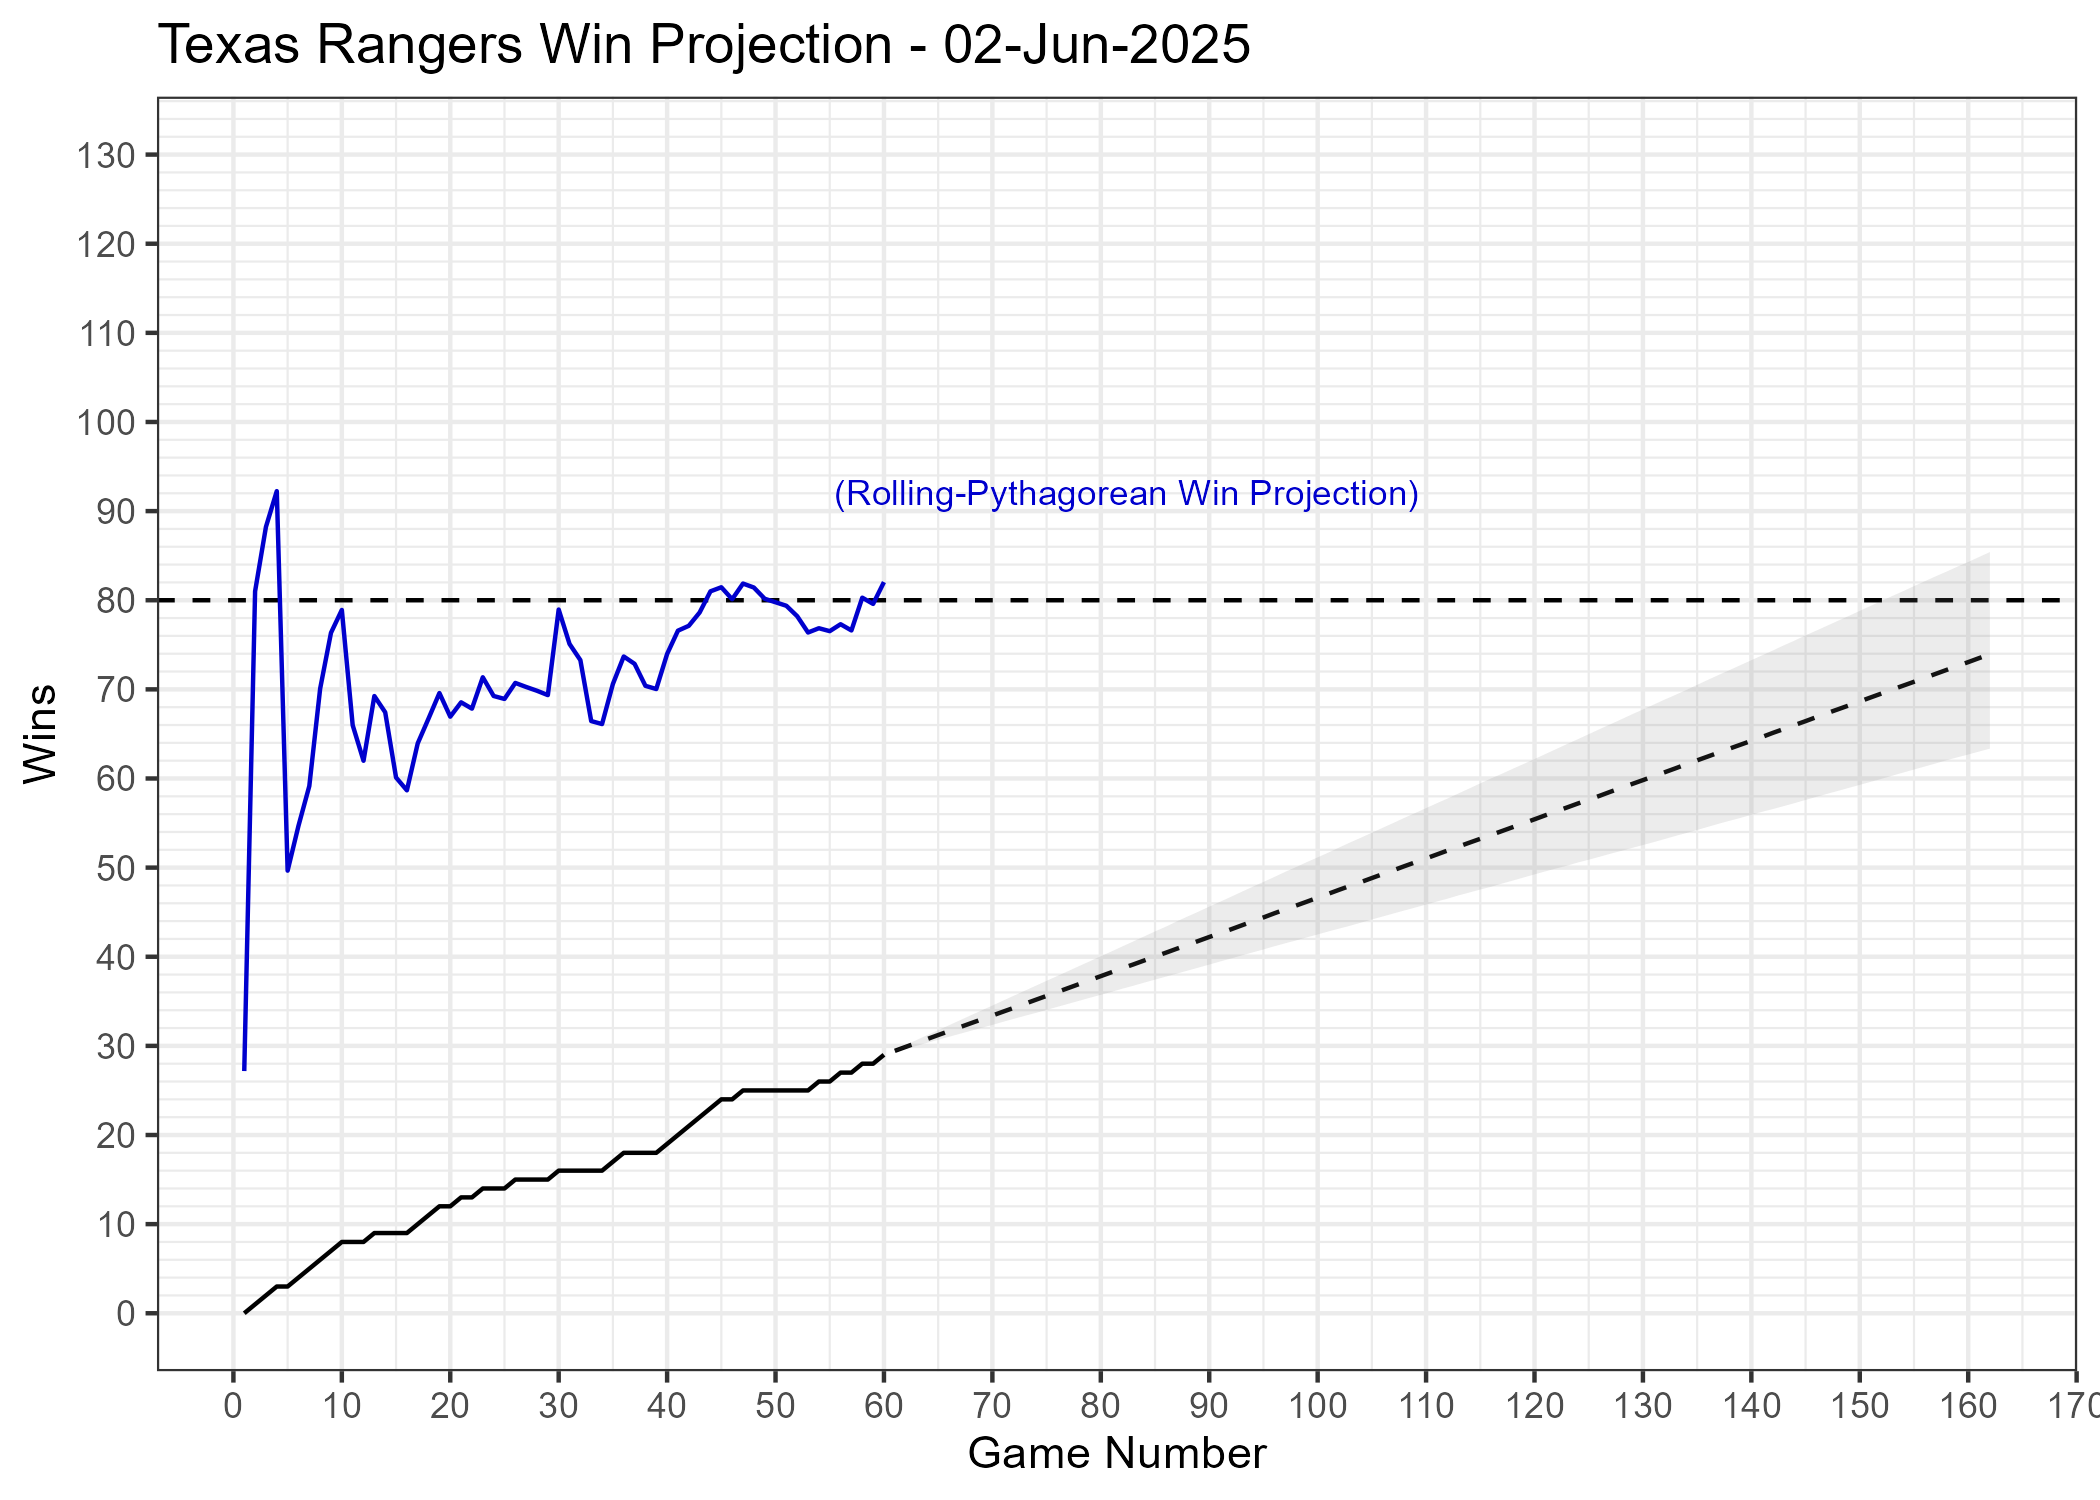 Texas Rangers Win Projection - 02-Jun-2025
130
120
110
100
90
80
70
60
50
40
30
20
10
0
Wins
(Rolling-Pythagorean Win Projection)
0 10 20 30 40 50 60 70 80 90 100 110 120 130 140 150 160 170
Game Number